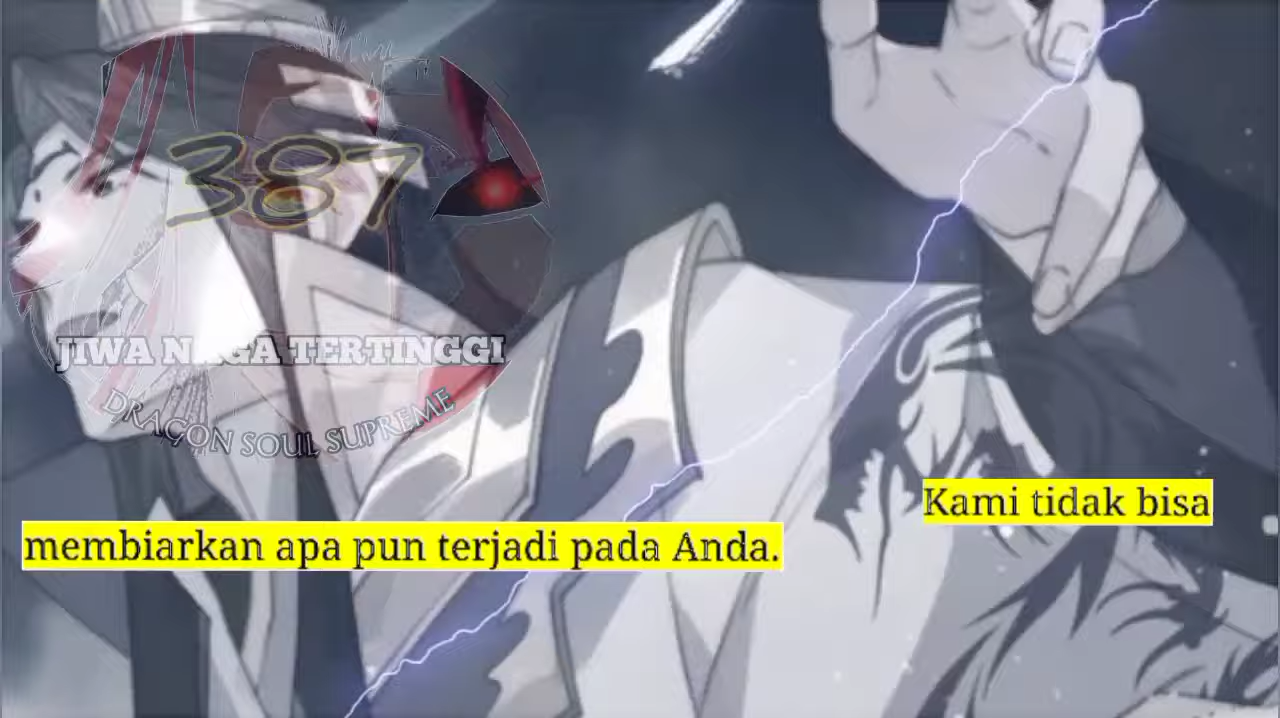 387
JIWA NAGA TERTINGGI
DRAGON SOUL SUPREME
Kami tidak bisa
membiarkan apa pun terjadi pada Anda.